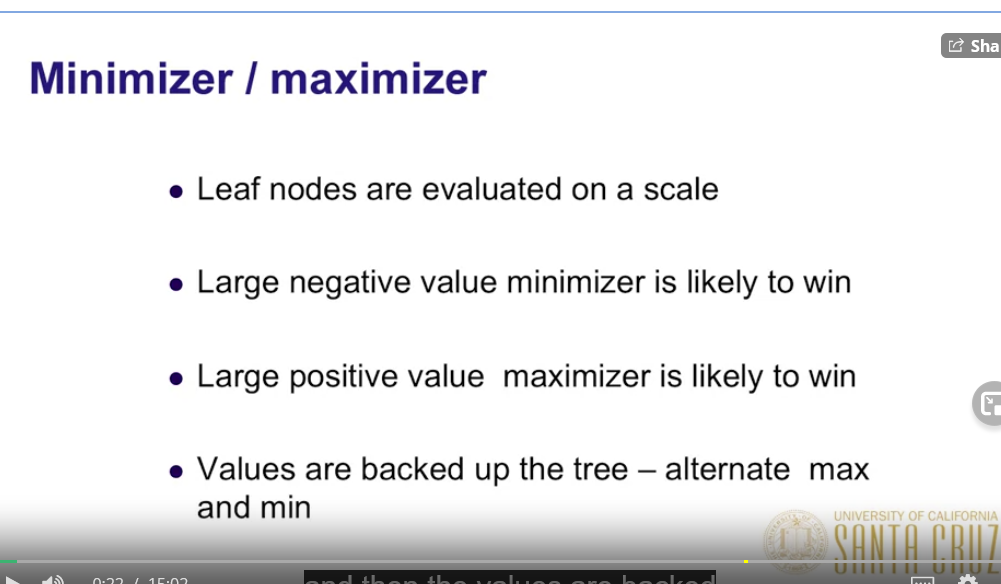 Sha
Minimizer / maximizer
● Leaf nodes are evaluated on a scale
● Large negative value minimizer is likely to win
● Large positive value maximizer is likely to win
● Values are backed up the tree – alternate max
and min
UNIVERSITY OF CALIFORNIA
SANTA CRUZ
0:22 / 15:02
and then the values are backed